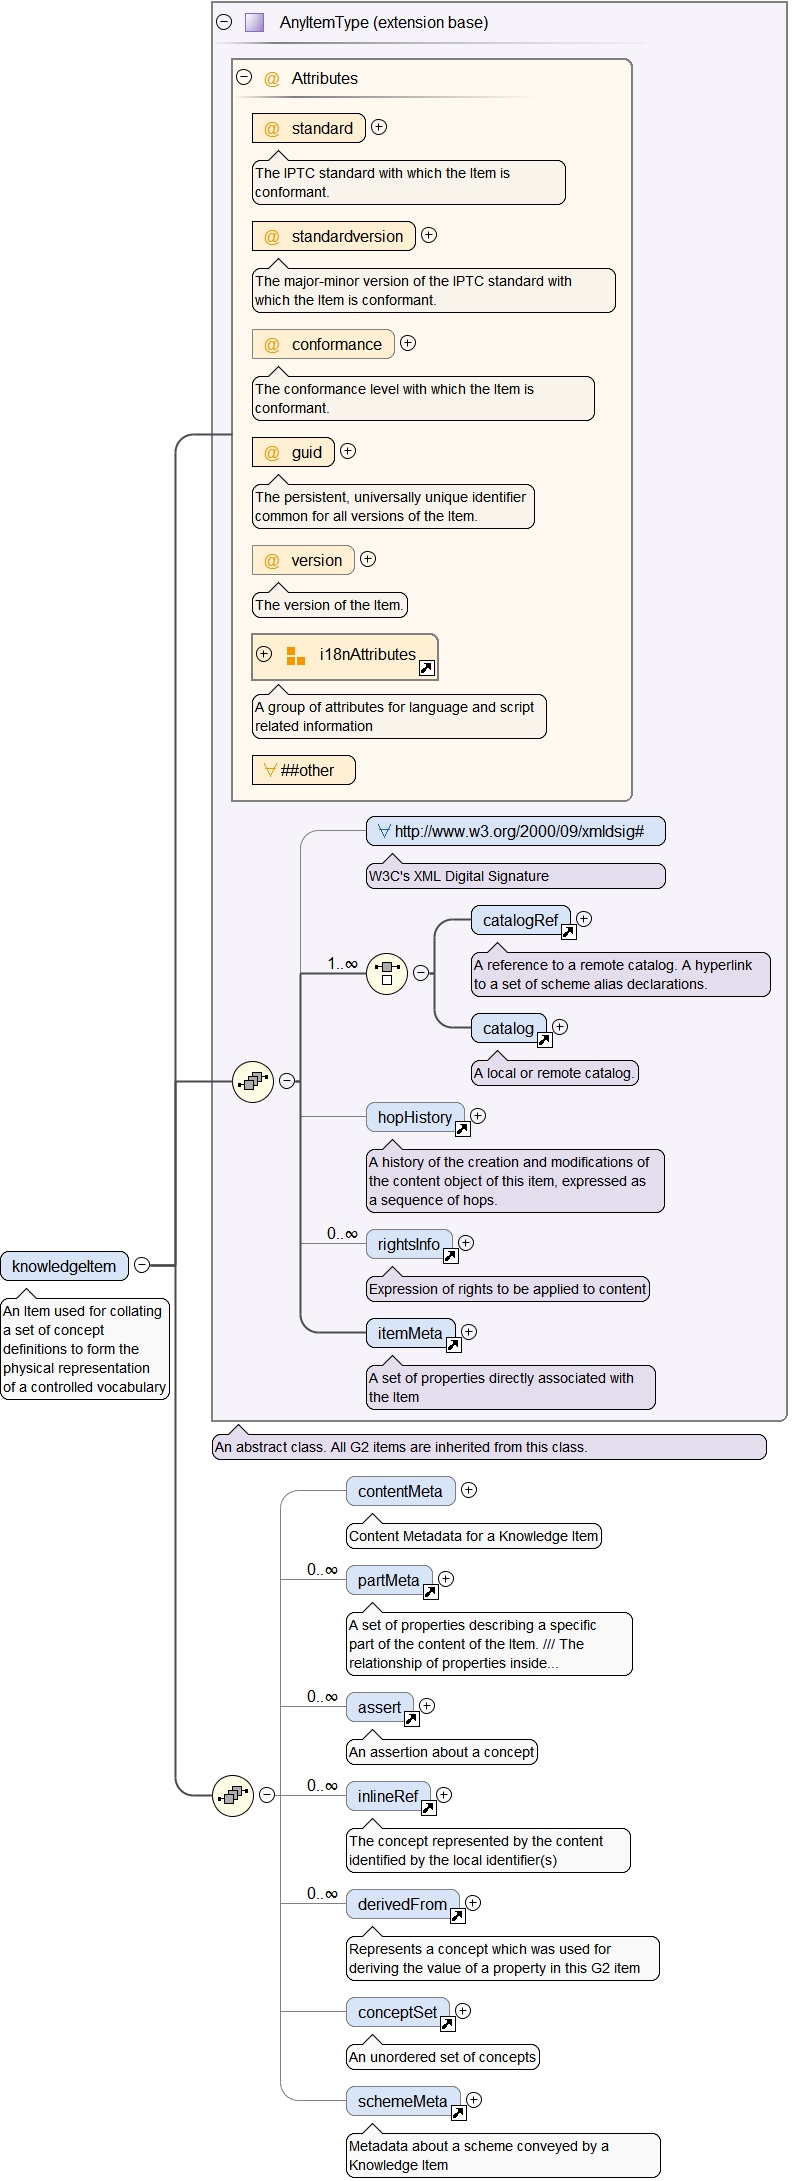 AnyItemType (extension base)
@ Attributes
@ standard
The IPTC standard with which the Item is
conformant.
@ standardversion
The major-minor version of the IPTC standard with
which the Item is conformant.
@ conformance
The conformance level with which the Item is
conformant.
@ guid
The persistent, universally unique identifier
common for all versions of the Item.
@ version
The version of the Item.
i18nAttributes
A group of attributes for language and script
related information
##other
http://www.w3.org/2000/09/xmldsig#
W3C's XML Digital Signature
catalogRef
A reference to a remote catalog. A hyperlink
to a set of scheme alias declarations.
1..∞
catalog
A local or remote catalog.
hopHistory
A history of the creation and modifications of
the content object of this item, expressed as
a sequence of hops.
0..∞
rightsInfo
Expression of rights to be applied to content
itemMeta
A set of properties directly associated with
the Item
knowledgeItem
An Item used for collating
a set of concept
definitions to form the
physical representation
of a controlled vocabulary
An abstract class. All G2 items are inherited from this class.
contentMeta
Content Metadata for a Knowledge Item
0..∞
partMeta
A set of properties describing a specific
part of the content of the Item. /// The
relationship of properties inside...
0..∞
assert
An assertion about a concept
0..∞
inlineRef
The concept represented by the content
identified by the local identifier(s)
0..∞
derivedFrom
Represents a concept which was used for
deriving the value of a property in this G2 item
conceptSet
An unordered set of concepts
schemeMeta
Metadata about a scheme conveyed by a
Knowledge Item